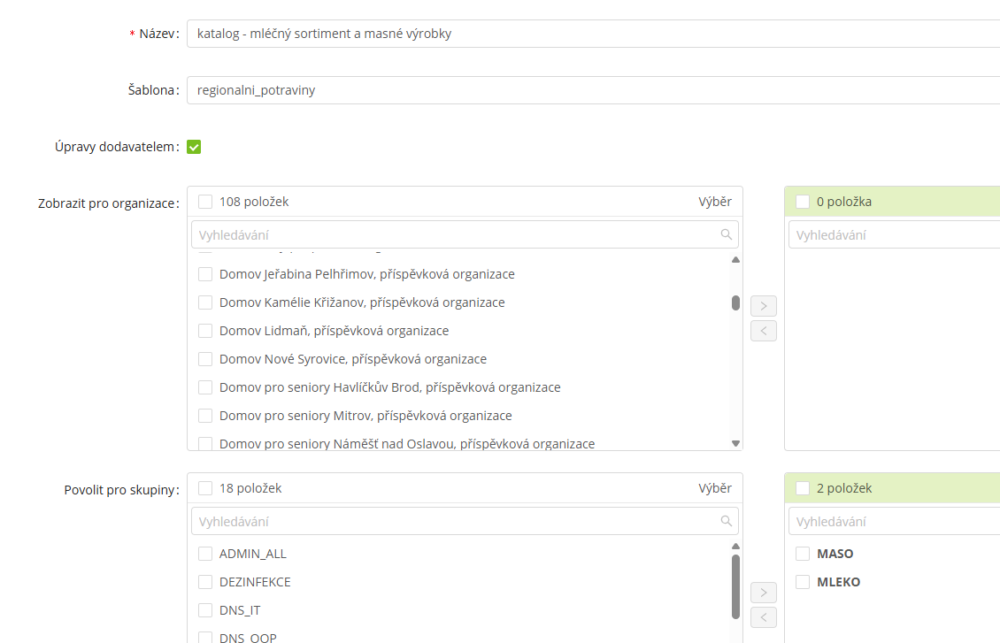 * Název: katalog - mléčný sortiment a masné výrobky
Šablona: regionalni_potraviny
Úpravy dodavatelem:
Zobrazit pro organizace: 108 položek Výběr 0 položka
Vyhledávání Vyhledávání
Domov Jeřabina Pelhřimov, příspěvková organizace
Domov Kamélie Křižanov, příspěvková organizace
Domov Lidmaň, příspěvková organizace
Domov Nové Syrovice, příspěvková organizace
Domov pro seniory Havlíčkův Brod, příspěvková organizace
Domov pro seniory Mitrov, příspěvková organizace
Domov pro seniory Náměšť nad Oslavou, příspěvková organizace
Povolit pro skupiny: 18 položek Výběr 2 položek
Vyhledávání Vyhledávání
ADMIN_ALL MASO
DEZINFEKCE MLEKO
DNS_IT
DNS_OOP